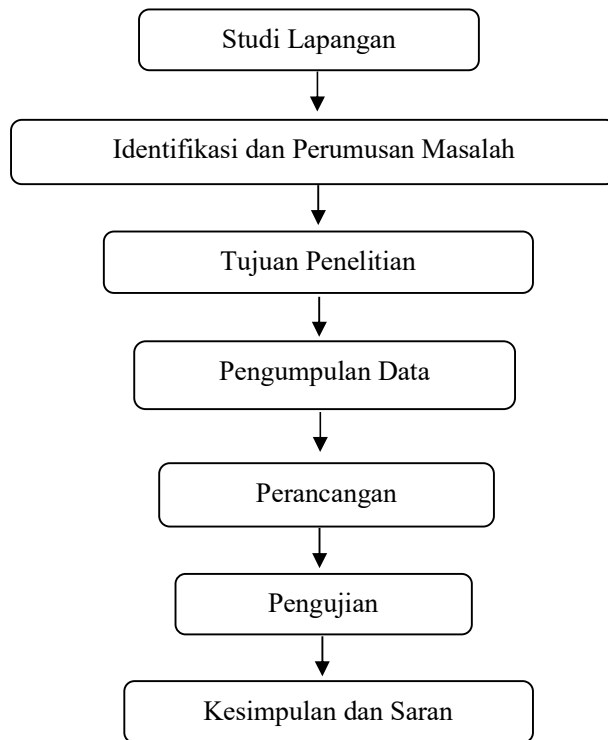 Studi Lapangan
Identifikasi dan Perumusan Masalah
Tujuan Penelitian
Pengumpulan Data
Perancangan
Pengujian
Kesimpulan dan Saran